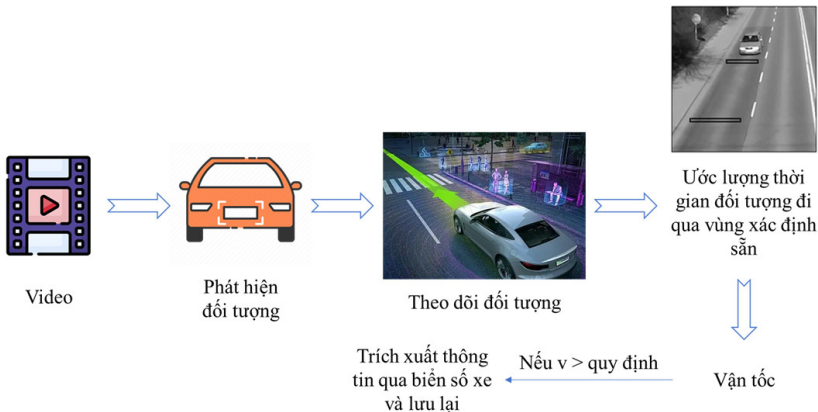 Video
Phát hiện
đối tượng
Theo dõi đối tượng
Ước lượng thời
gian đối tượng đi
qua vùng xác định
sẵn
Vận tốc
Nếu v > quy định
Trích xuất thông
tin qua biển số xe
và lưu lại